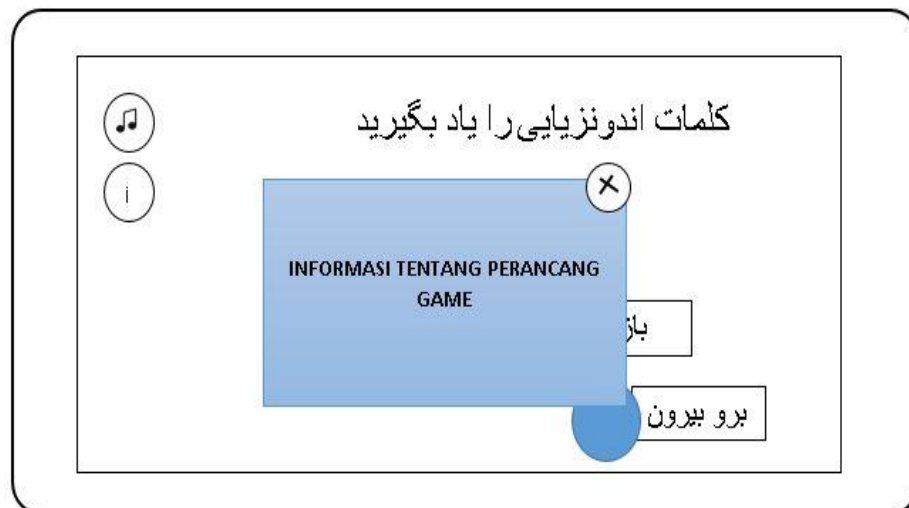 کلمات اندونزیایی را یاد بگیرید
i
INFORMASI TENTANG PERANCANG
GAME
برو بیرون